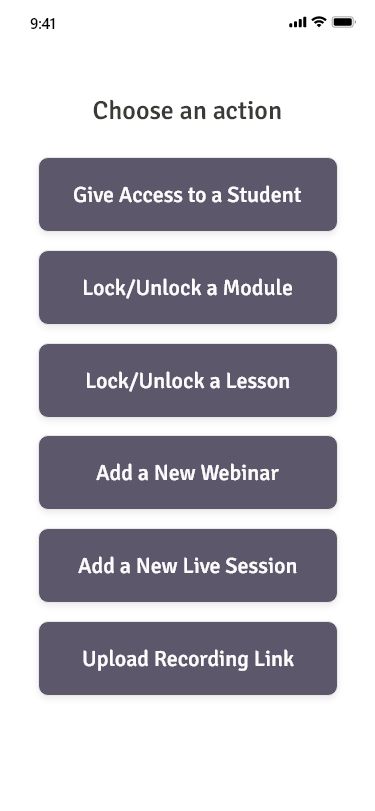 9:41
Choose an action
Give Access to a Student
Lock/Unlock a Module
Lock/Unlock a Lesson
Add a New Webinar
Add a New Live Session
Upload Recording Link